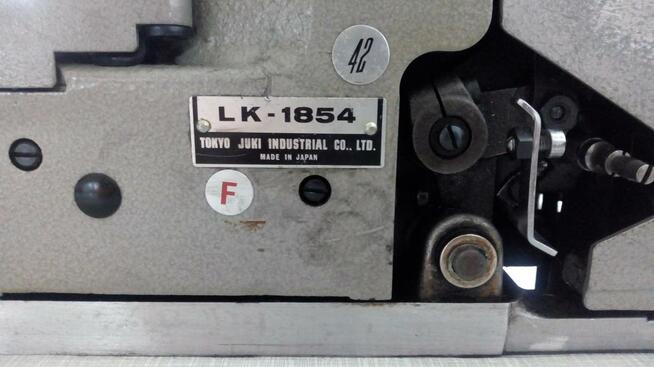 42
LK-1854
TOKYO JUKI INDUSTRIAL CO., LTD.
MADE IN JAPAN
F